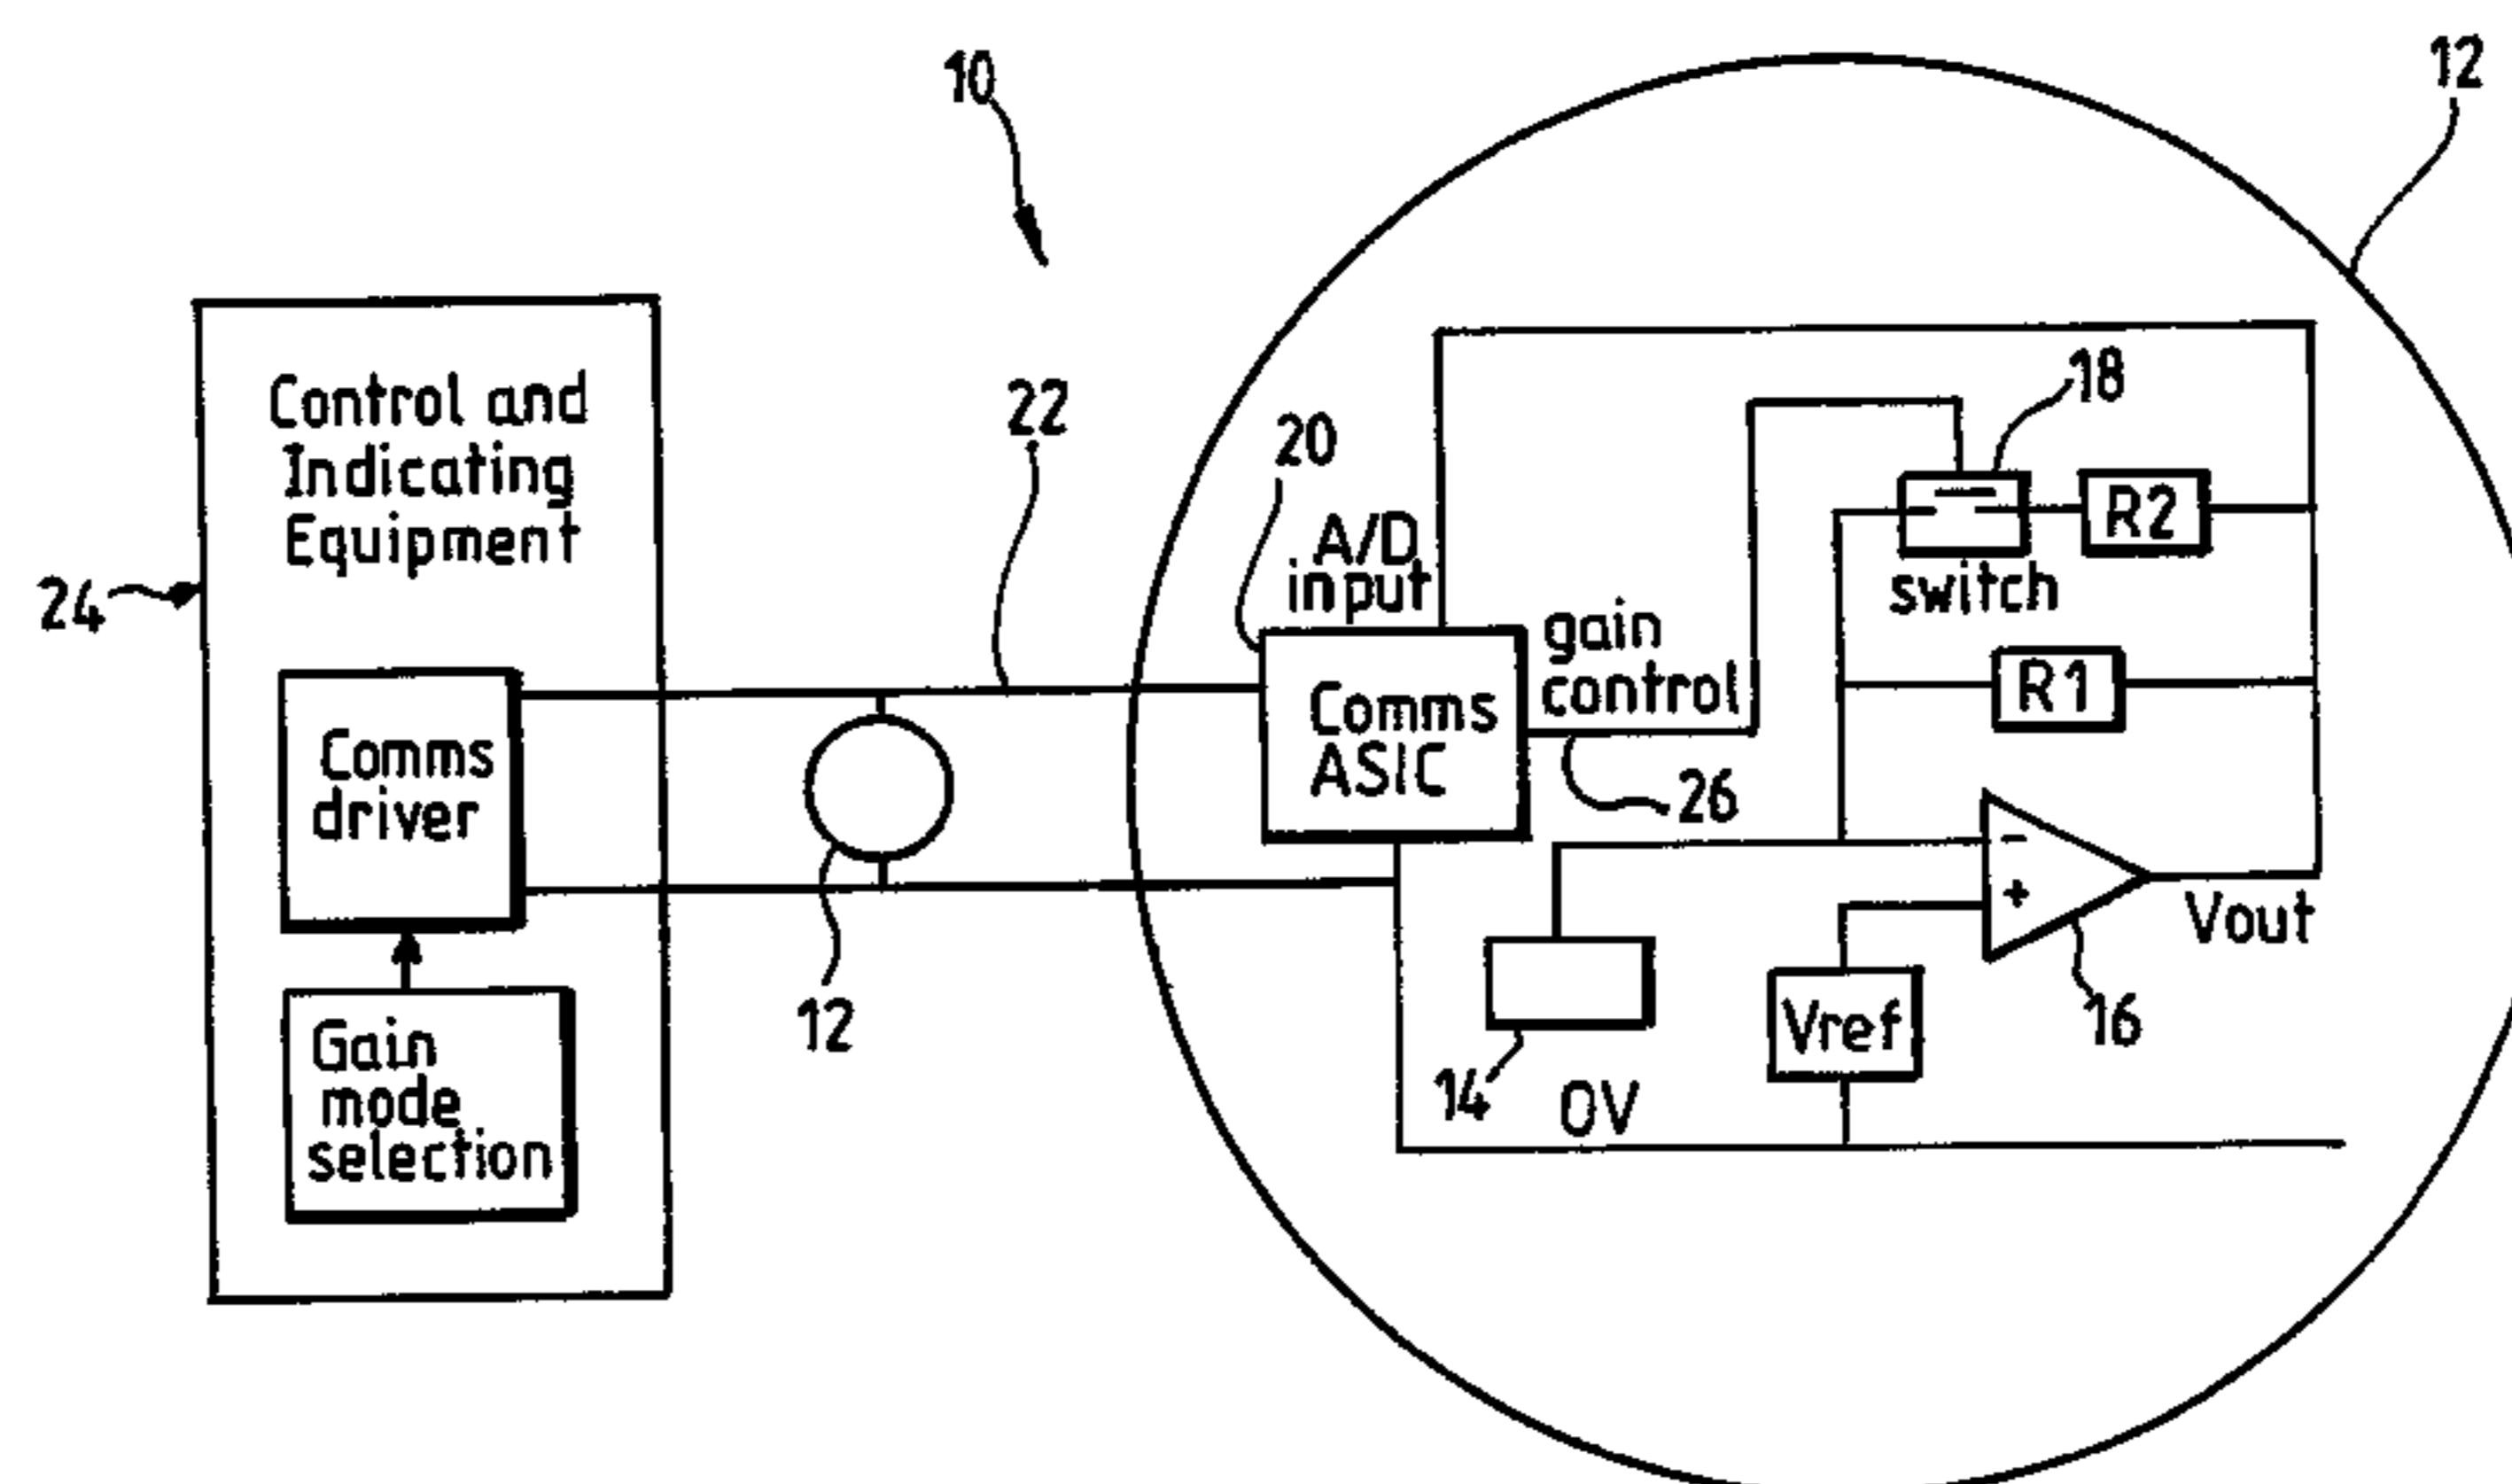 10
12
Control and
Indicating
Equipment
24
22
20
A/D
input
18
R2
switch
gain
control
R1
Comms
driver
Comms
ASIC
26
-
+
Vout
12
Gain
mode
selection
14
0V
Vref
16